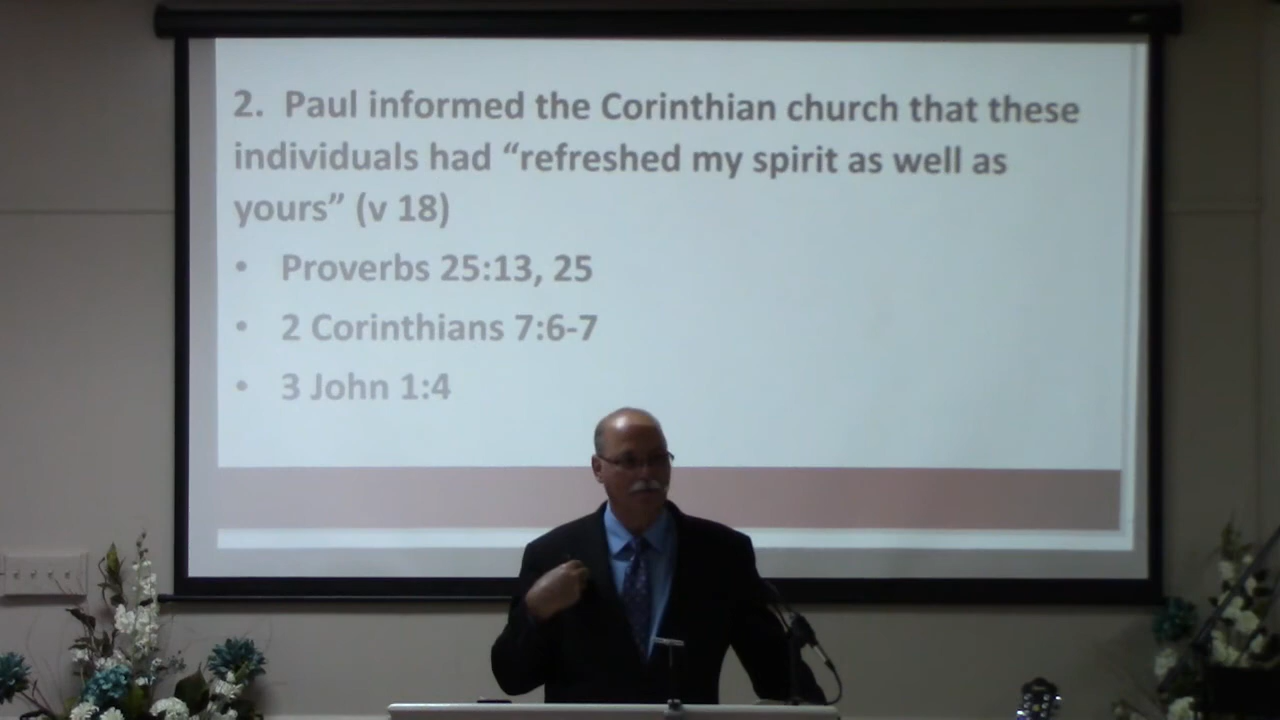 2. Paul informed the Corinthian church that these
individuals had “refreshed my spirit as well as
yours” (v 18)
• Proverbs 25:13, 25
• 2 Corinthians 7:6-7
• 3 John 1:4